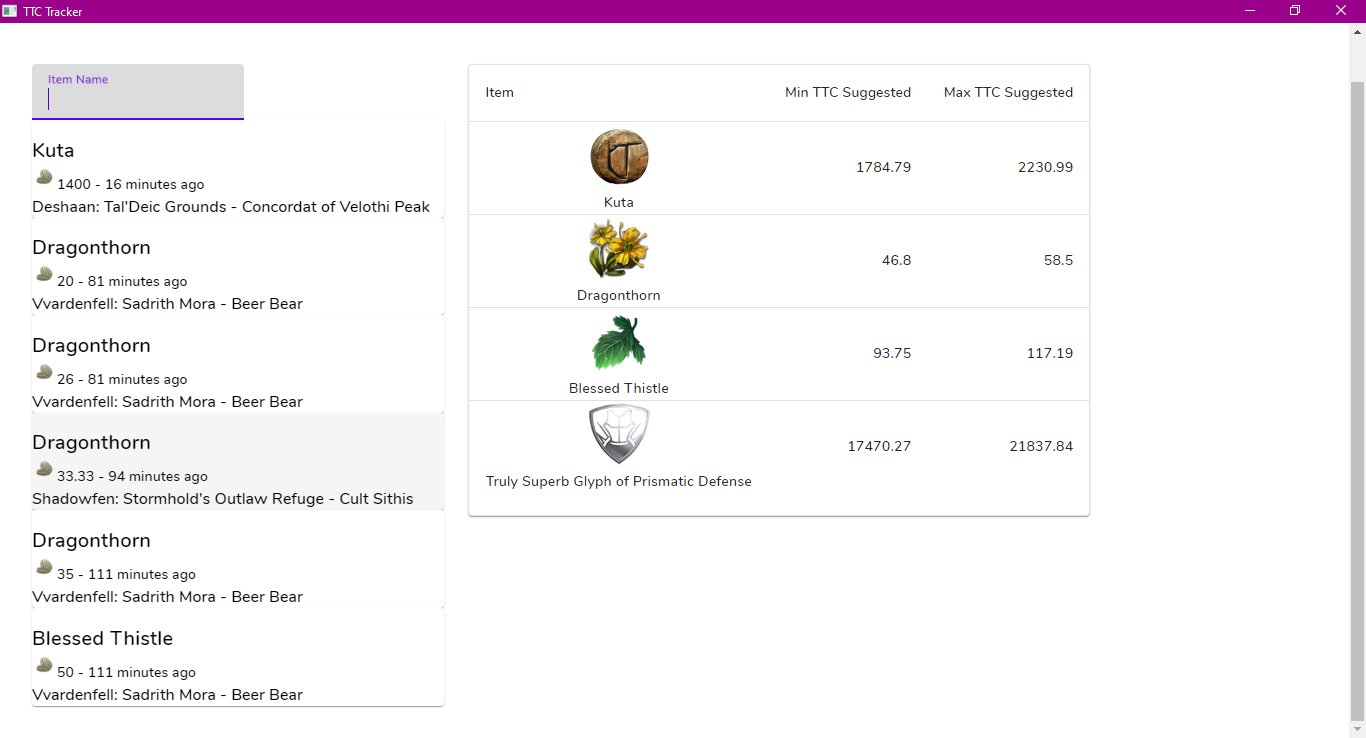 TTC Tracker
Item Name
Kuta
1400 - 16 minutes ago
Deshaan: Tal'Deic Grounds - Concordat of Velothi Peak
Dragonthorn
20 - 81 minutes ago
Vvardenfell: Sadrith Mora - Beer Bear
Dragonthorn
26 - 81 minutes ago
Vvardenfell: Sadrith Mora - Beer Bear
Dragonthorn
33.33 - 94 minutes ago
Shadowfen: Stormhold's Outlaw Refuge - Cult Sithis
Dragonthorn
35 - 111 minutes ago
Vvardenfell: Sadrith Mora - Beer Bear
Blessed Thistle
50 - 111 minutes ago
Vvardenfell: Sadrith Mora - Beer Bear
Item Min TTC Suggested Max TTC Suggested
1784.79 2230.99
Kuta
46.8 58.5
Dragonthorn
93.75 117.19
Blessed Thistle
17470.27 21837.84
Truly Superb Glyph of Prismatic Defense